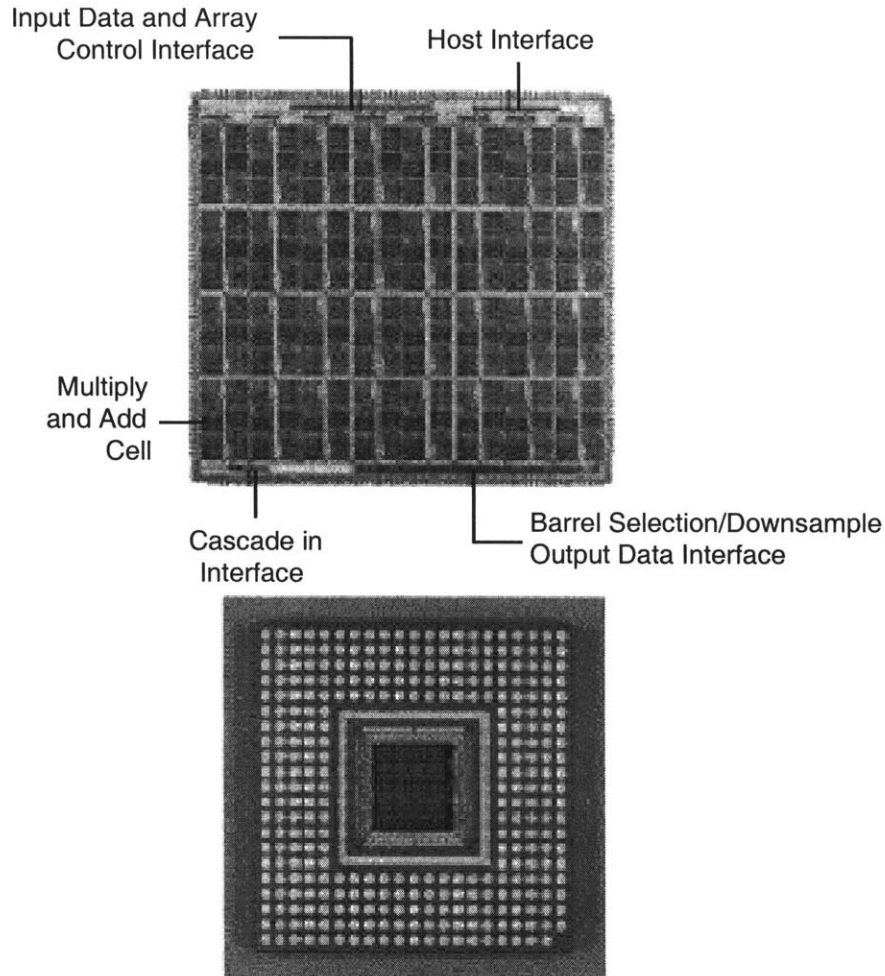 Input Data and Array
Control Interface
Host Interface
Multiply
and Add
Cell
Cascade in
Interface
Barrel Selection/Downsample
Output Data Interface